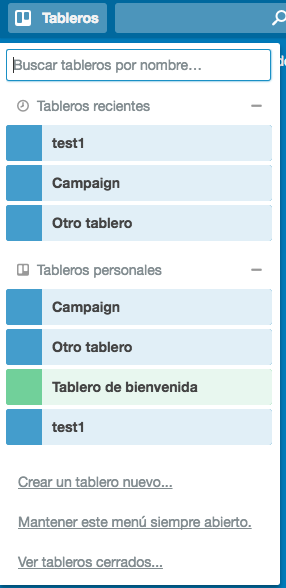 Tableros
Buscar tableros por nombre…
Tableros recientes
test1
Campaign
Otro tablero
Tableros personales
Campaign
Otro tablero
Tablero de bienvenida
test1
Crear un tablero nuevo...
Mantener este menú siempre abierto.
Ver tableros cerrados...